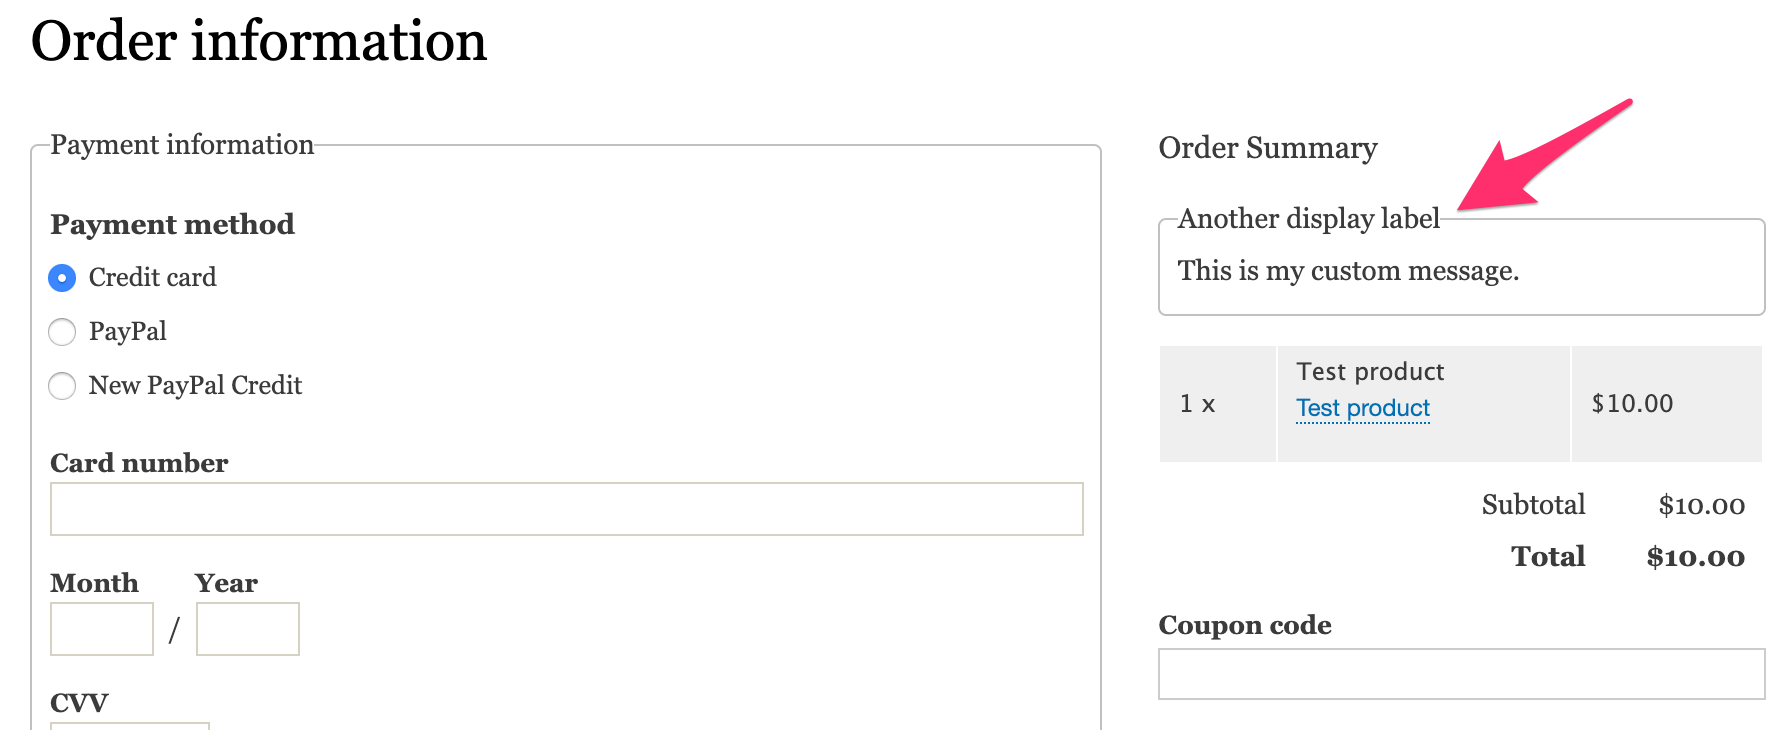 Order information
Payment information
Payment method
Credit card
PayPal
New PayPal Credit
Card number
Month Year
/
CVV
Order Summary
Another display label
This is my custom message.
1 x Test product $10.00
Test product
Subtotal $10.00
Total $10.00
Coupon code